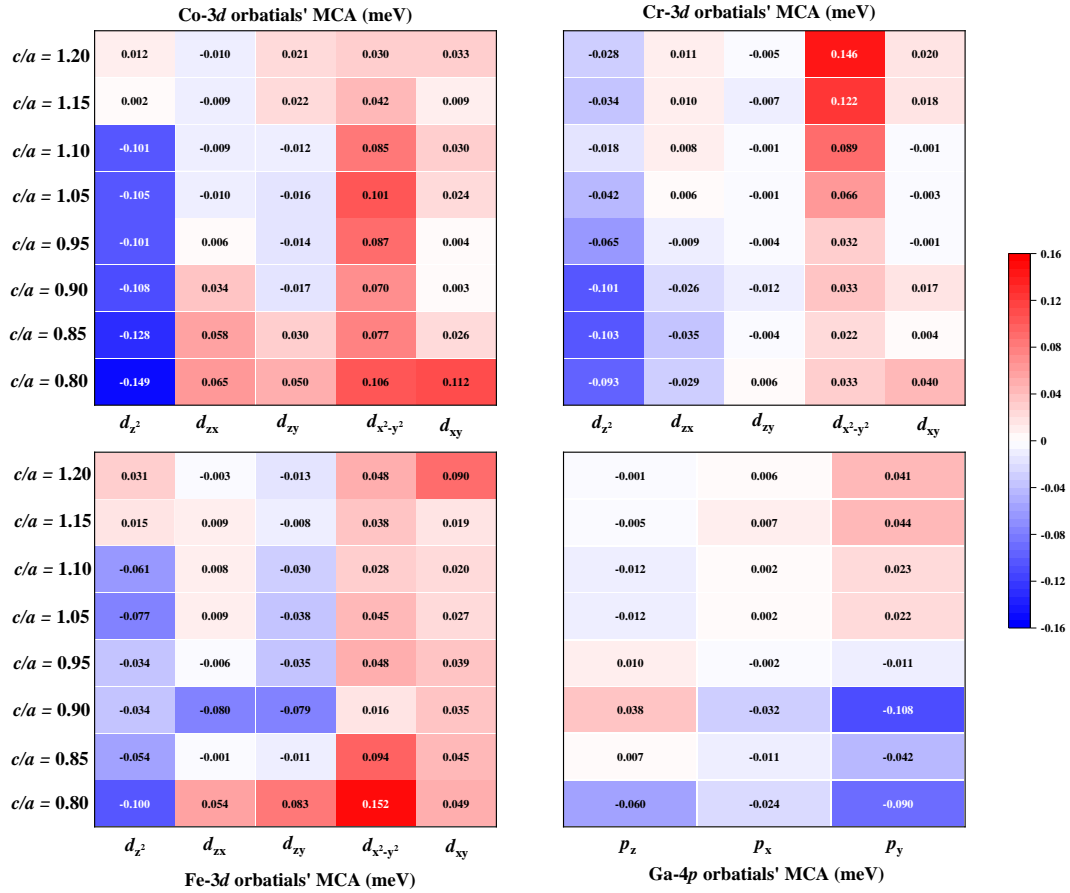 Co-3d orbatials' MCA (meV)
Cr-3d orbatials' MCA (meV)
c/a = 1.20 0.012 -0.010 0.021 0.030 0.033 -0.028 0.011 -0.005 0.146 0.020
c/a = 1.15 0.002 -0.009 0.022 0.042 0.009 -0.034 0.010 -0.007 0.122 0.018
c/a = 1.10 -0.101 -0.009 -0.012 0.085 0.030 -0.018 0.008 -0.001 0.089 -0.001
c/a = 1.05 -0.105 -0.010 -0.016 0.101 0.024 -0.042 0.006 -0.001 0.066 -0.003
c/a = 0.95 -0.101 0.006 -0.014 0.087 0.004 -0.065 -0.009 -0.004 0.032 -0.001
c/a = 0.90 -0.108 0.034 -0.017 0.070 0.003 -0.101 -0.026 -0.012 0.033 0.017
c/a = 0.85 -0.128 0.058 0.030 0.077 0.026 -0.103 -0.035 -0.004 0.022 0.004
c/a = 0.80 -0.149 0.065 0.050 0.106 0.112 -0.093 -0.029 0.006 0.033 0.040
d_z² d_zx d_zy d_x²-y² d_xy d_z² d_zx d_zy d_x²-y² d_xy
c/a = 1.20 0.031 -0.003 -0.013 0.048 0.090 -0.001 0.006 0.041
c/a = 1.15 0.015 0.009 -0.008 0.038 0.019 -0.005 0.007 0.044
c/a = 1.10 -0.061 0.008 -0.030 0.028 0.020 -0.012 0.002 0.023
c/a = 1.05 -0.077 0.009 -0.038 0.045 0.027 -0.012 0.002 0.022
c/a = 0.95 -0.034 -0.006 -0.035 0.048 0.039 0.010 -0.002 -0.011
c/a = 0.90 -0.034 -0.080 -0.079 0.016 0.035 0.038 -0.032 -0.108
c/a = 0.85 -0.054 -0.001 -0.011 0.094 0.045 0.007 -0.011 -0.042
c/a = 0.80 -0.100 0.054 0.083 0.152 0.049 -0.060 -0.024 -0.090
d_z² d_zx d_zy d_x²-y² d_xy p_z p_x p_y
Fe-3d orbatials' MCA (meV)
Ga-4p orbatials' MCA (meV)
0.16
0.12
0.08
0.04
0
-0.04
-0.08
-0.12
-0.16